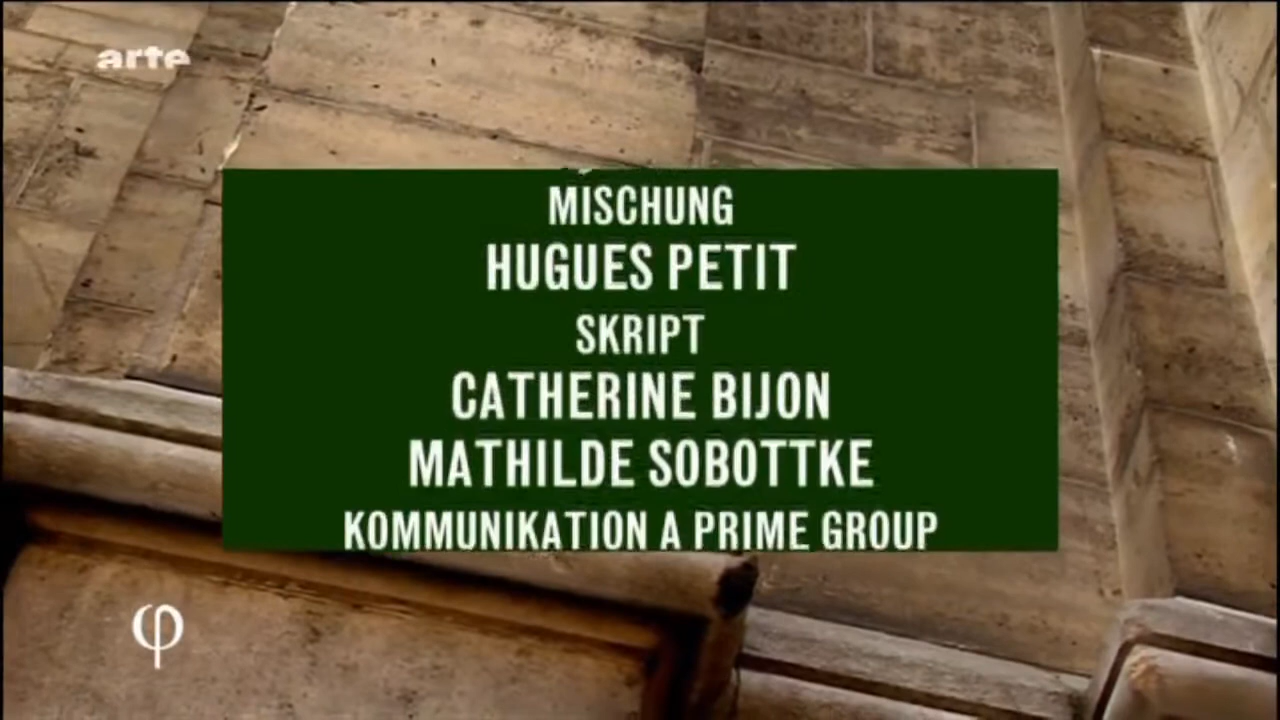 arte
MISCHUNG
HUGUES PETIT
SKRIPT
CATHERINE BIJON
MATHILDE SOBOTTKE
KOMMUNIKATION A PRIME GROUP
φ